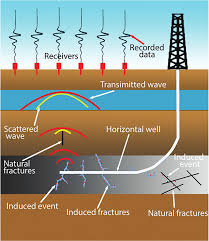 Receivers
Recorded
data
Transmitted wave
Scattered
wave
Horizontal well
Natural
fractures
Induced
event
Induced event
Induced fractures
Natural
fractures